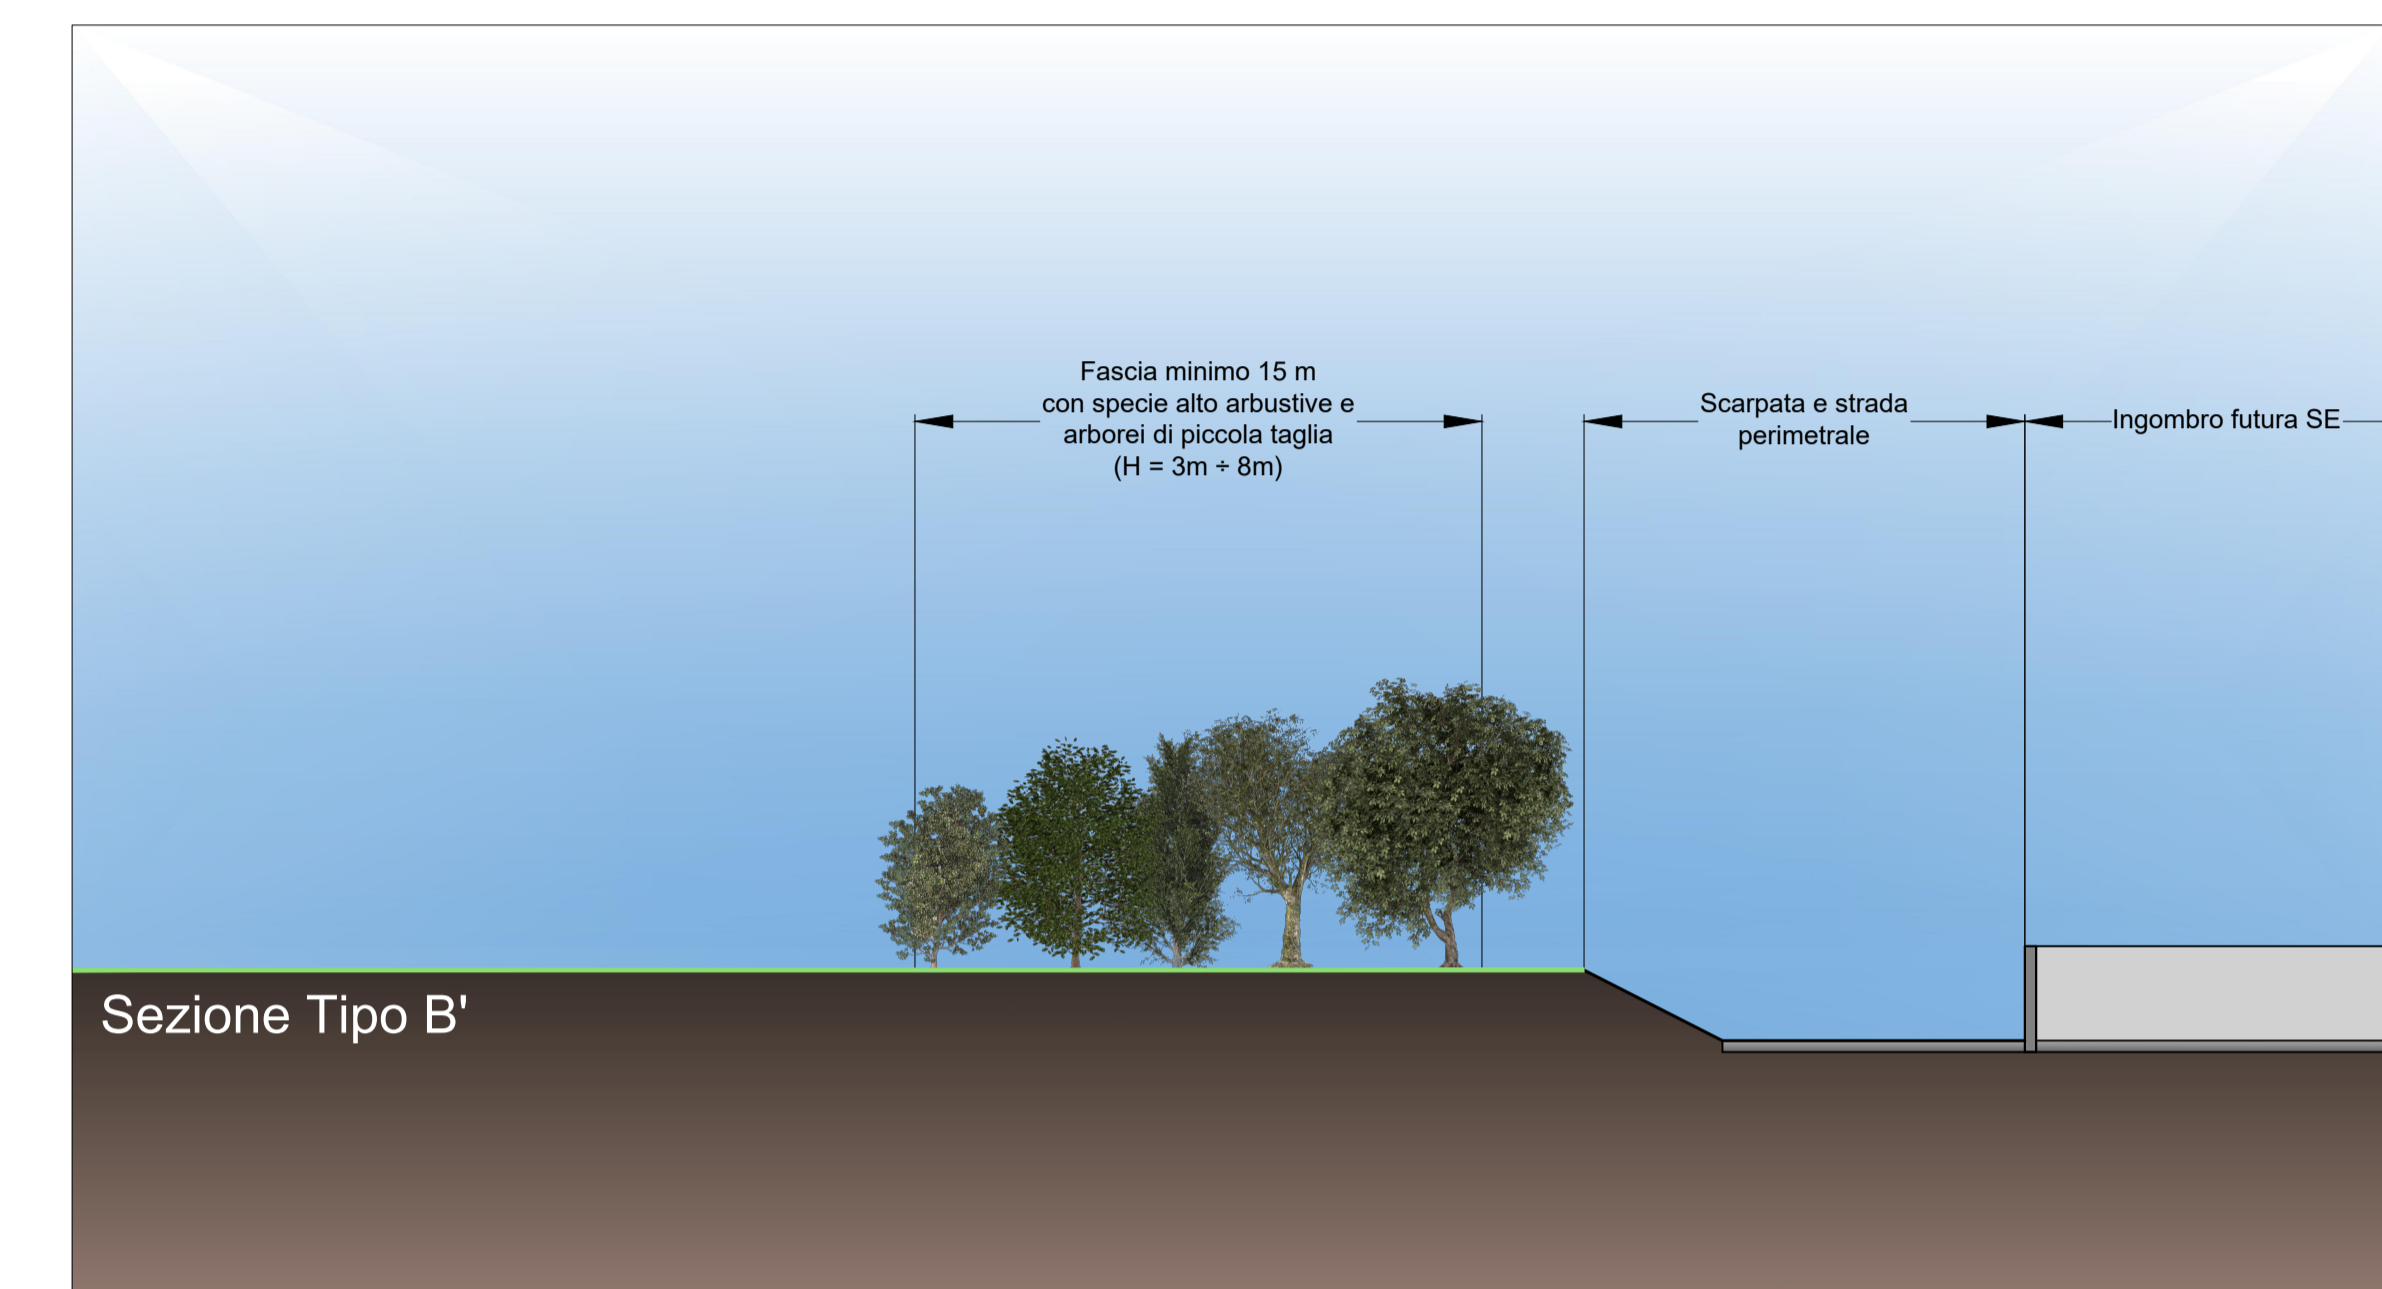 Fascia minimo 15 m
con specie alto arbustive e
arborei di piccola taglia
(H = 3m ÷ 8m)
Scarpata e strada
perimetrale
Ingombro futura SE
Sezione Tipo B'